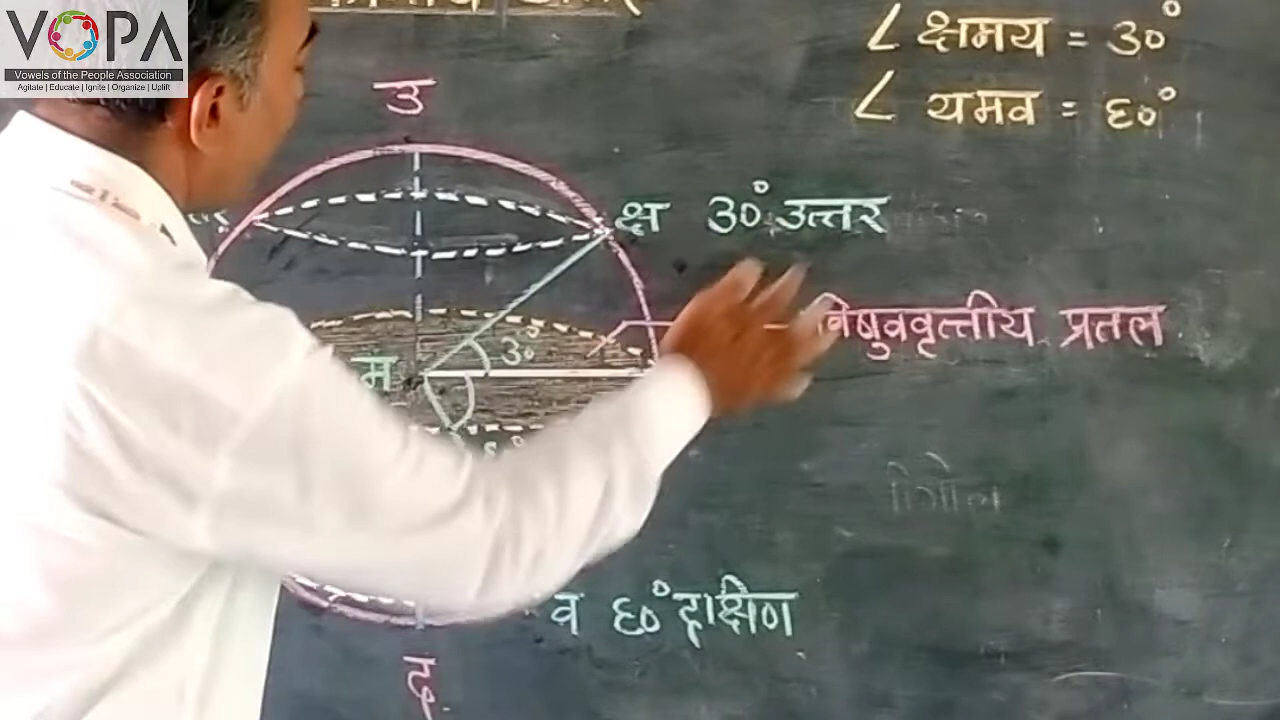 VOPA
Vowels of the People Association
Agitate | Educate | Ignite | Organize | Uplift
∠ क्षमय = ३०°
∠ यमव = ६०°
उ
क्ष ३०° उत्तर
विषुववृत्तीय प्रतल
३०°
म
व ६०° दक्षिण
द